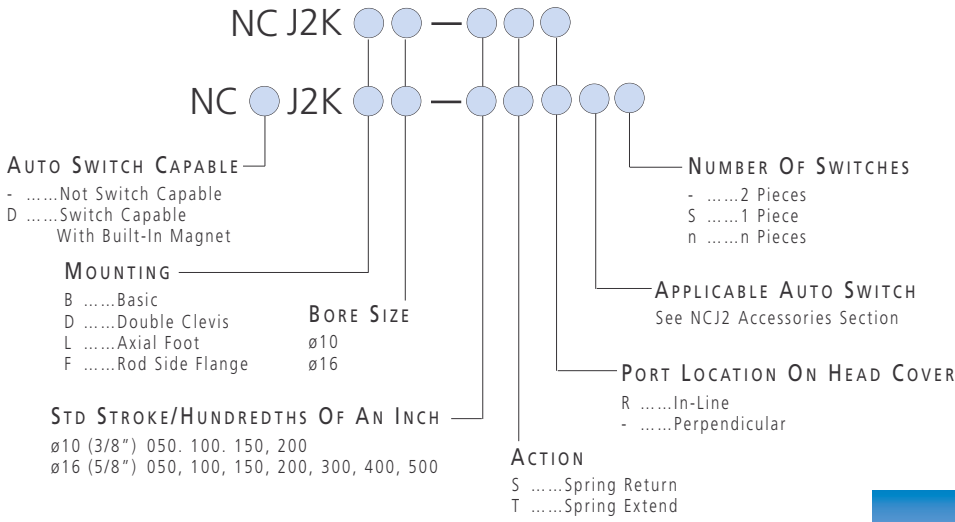 NC J2K —
NC J2K —
AUTO SWITCH CAPABLE
- ……Not Switch Capable
D ……Switch Capable
With Built-In Magnet
MOUNTING
B ……Basic
D ……Double Clevis
L ……Axial Foot
F ……Rod Side Flange
BORE SIZE
ø10
ø16
STD STROKE/HUNDREDTHS OF AN INCH
ø10 (3/8") 050. 100. 150, 200
ø16 (5/8") 050, 100, 150, 200, 300, 400, 500
NUMBER OF SWITCHES
- ……2 Pieces
S ……1 Piece
n ……n Pieces
APPLICABLE AUTO SWITCH
See NCJ2 Accessories Section
PORT LOCATION ON HEAD COVER
R ……In-Line
- ……Perpendicular
ACTION
S ……Spring Return
T ……Spring Extend